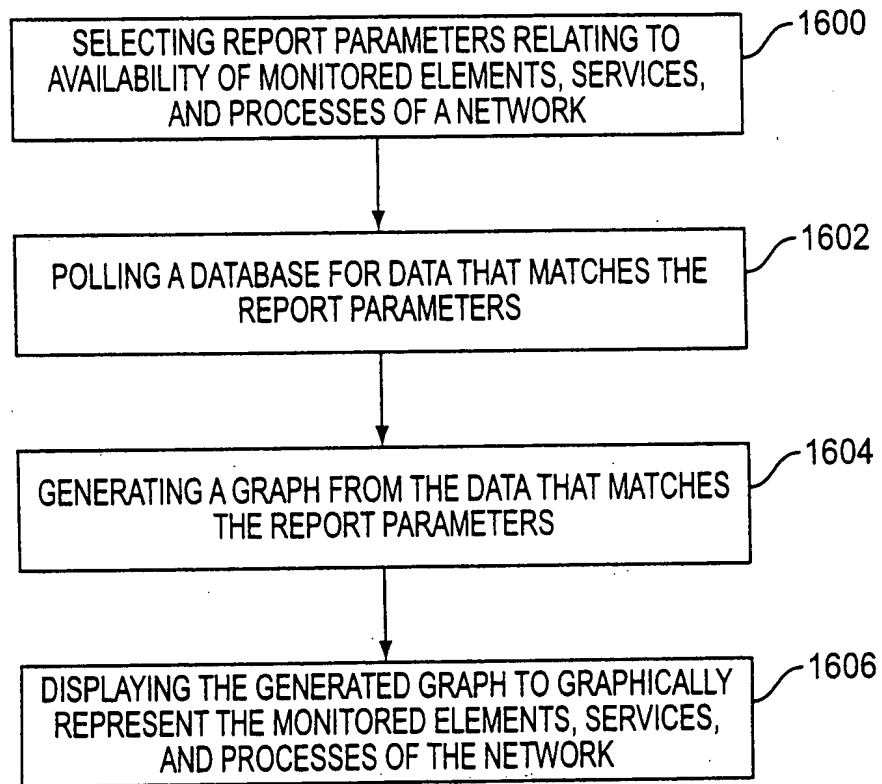 1600
SELECTING REPORT PARAMETERS RELATING TO
AVAILABILITY OF MONITORED ELEMENTS, SERVICES,
AND PROCESSES OF A NETWORK
1602
POLLING A DATABASE FOR DATA THAT MATCHES THE
REPORT PARAMETERS
1604
GENERATING A GRAPH FROM THE DATA THAT MATCHES
THE REPORT PARAMETERS
1606
DISPLAYING THE GENERATED GRAPH TO GRAPHICALLY
REPRESENT THE MONITORED ELEMENTS, SERVICES,
AND PROCESSES OF THE NETWORK